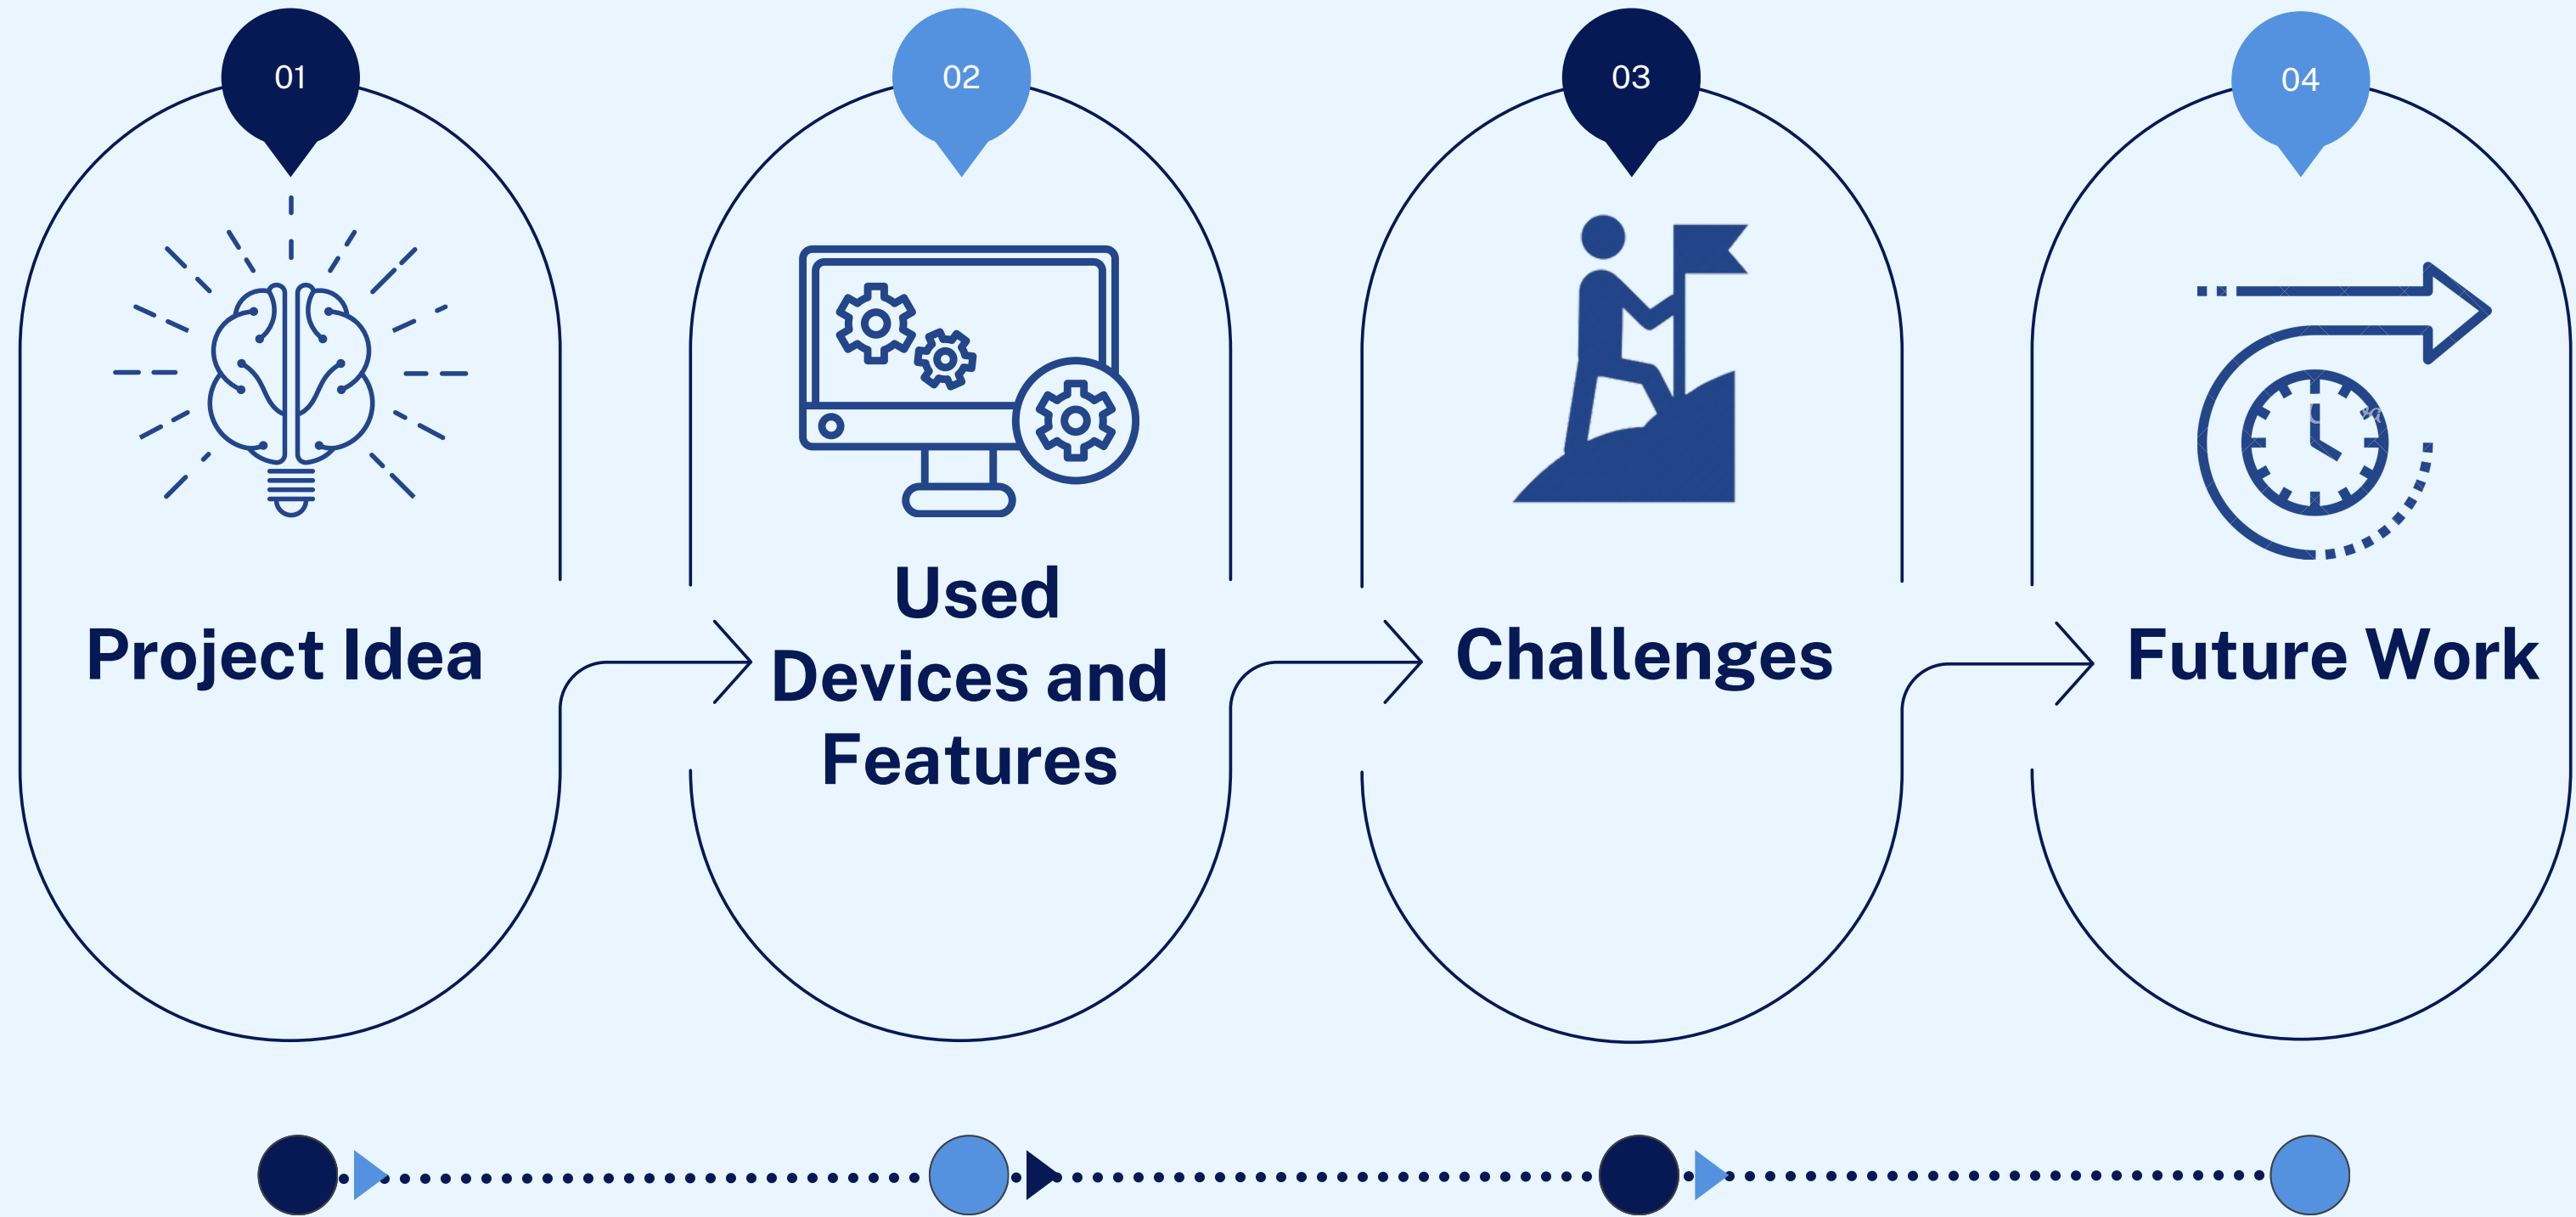 01
02
03
04
Project Idea
Used
Devices and
Features
Challenges
Future Work